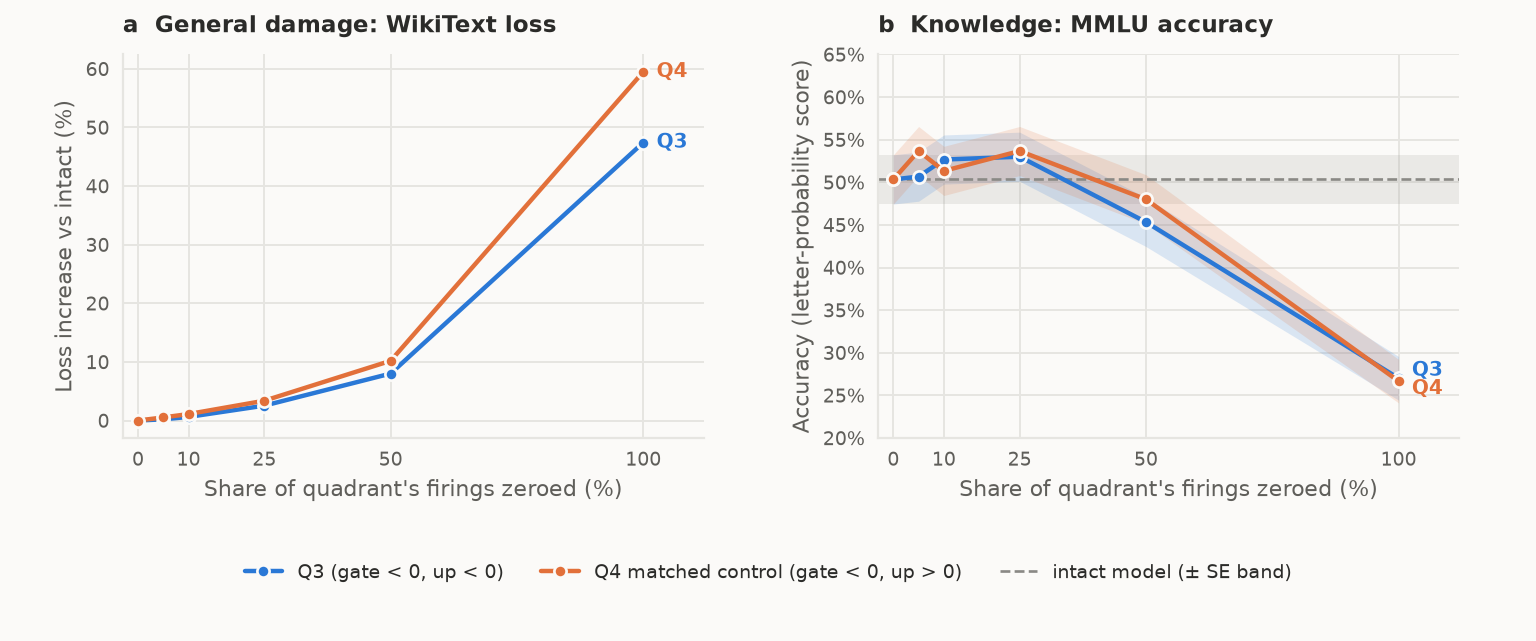 a General damage: WikiText loss
Loss increase vs intact (%)
60
50
40
30
20
10
0
Q4
Q3
0 10 25 50 100
Share of quadrant's firings zeroed (%)
b Knowledge: MMLU accuracy
Accuracy (letter-probability score)
65%
60%
55%
50%
45%
40%
35%
30%
25%
20%
Q3
Q4
0 10 25 50 100
Share of quadrant's firings zeroed (%)
Q3 (gate < 0, up < 0)
Q4 matched control (gate < 0, up > 0)
intact model (± SE band)